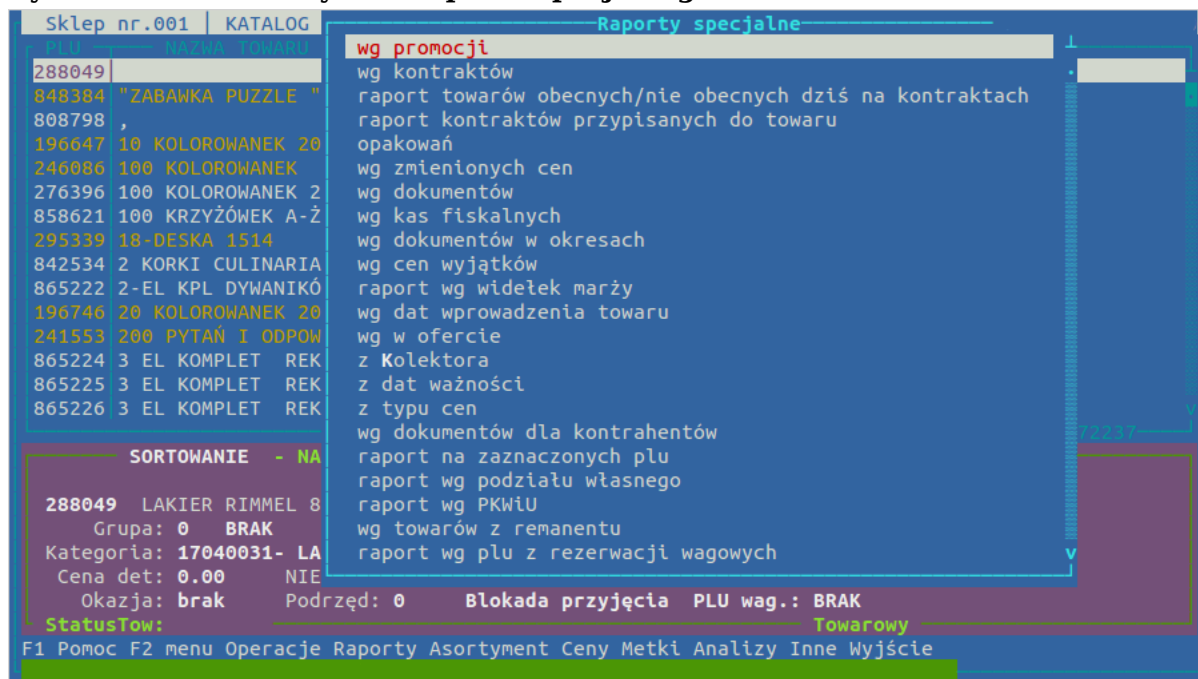 Sklep nr.001 | KATALOG
Raporty specjalne
PLU NAZWA TOWARU
wg promocji
288049
wg kontraktów
848384 "ZABAWKA PUZZLE "
raport towarów obecnych/nie obecnych dziś na kontraktach
808798 ,
raport kontraktów przypisanych do towaru
196647 10 KOLOROWANEK 20
opakowań
246086 100 KOLOROWANEK
wg zmienionych cen
276396 100 KOLOROWANEK 2
wg dokumentów
858621 100 KRZYŻÓWEK A-Ż
wg kas fiskalnych
295339 18-DESKA 1514
wg dokumentów w okresach
842534 2 KORKI CULINARIA
wg cen wyjątków
865222 2-EL KPL DYWANIKÓ
raport wg widełek marży
196746 20 KOLOROWANEK 20
wg dat wprowadzenia towaru
241553 200 PYTAŃ I ODPOW
wg w ofercie
865224 3 EL KOMPLET REK
z Kolektora
865225 3 EL KOMPLET REK
z dat ważności
865226 3 EL KOMPLET REK
z typu cen
wg dokumentów dla kontrahentów
72237
SORTOWANIE - NA
raport na zaznaczonych plu
raport wg podziału własnego
288049 LAKIER RIMMEL 8
raport wg PKWiU
Grupa: 0 BRAK
wg towarów z remanentu
Kategoria: 17040031- LA
raport wg plu z rezerwacji wagowych
Cena det: 0.00 NIE
Okazja: brak Podrzęd: 0 Blokada przyjęcia PLU wag.: BRAK
StatusTow: Towarowy
F1 Pomoc F2 menu Operacje Raporty Asortyment Ceny Metki Analizy Inne Wyjście